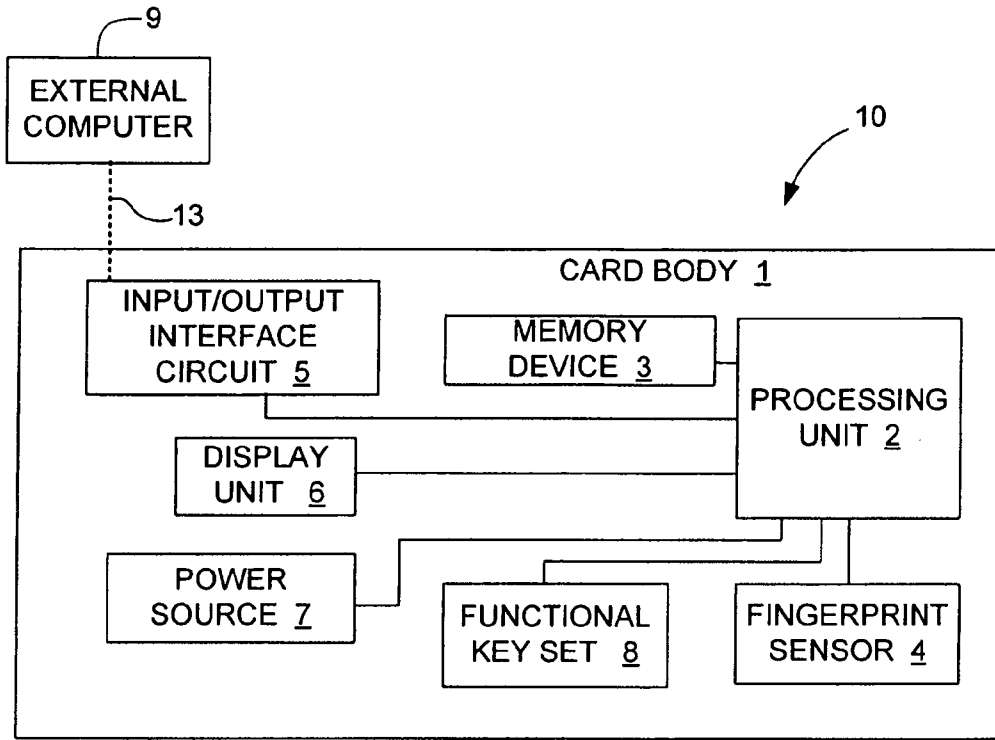 9
EXTERNAL
COMPUTER
10
13
CARD BODY 1
INPUT/OUTPUT
INTERFACE
CIRCUIT 5
MEMORY
DEVICE 3
PROCESSING
UNIT 2
DISPLAY
UNIT 6
POWER
SOURCE 7
FUNCTIONAL
KEY SET 8
FINGERPRINT
SENSOR 4